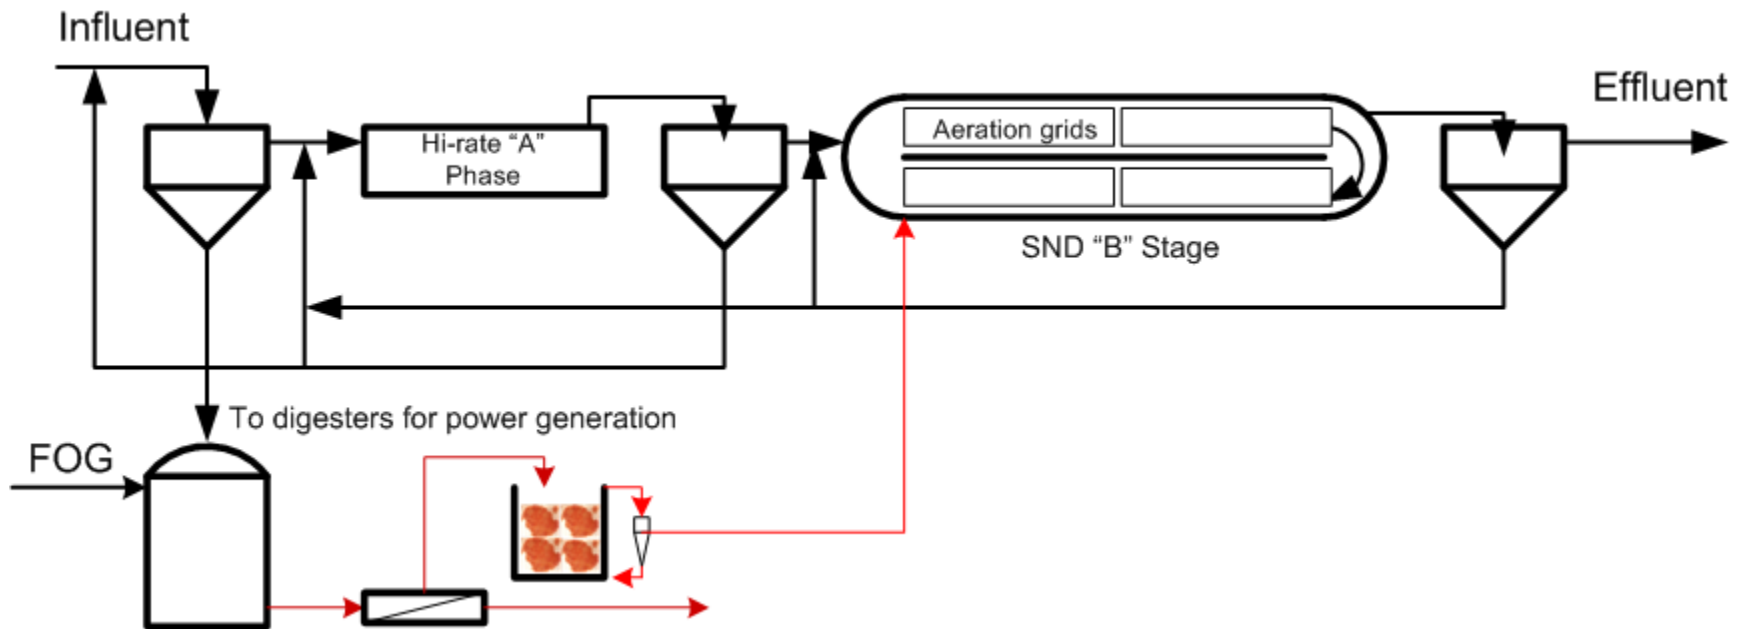 Influent
Effluent
Hi-rate “A”
Phase
Aeration grids
SND “B” Stage
To digesters for power generation
FOG